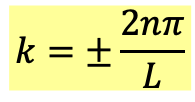 k = ± 2nπ / L